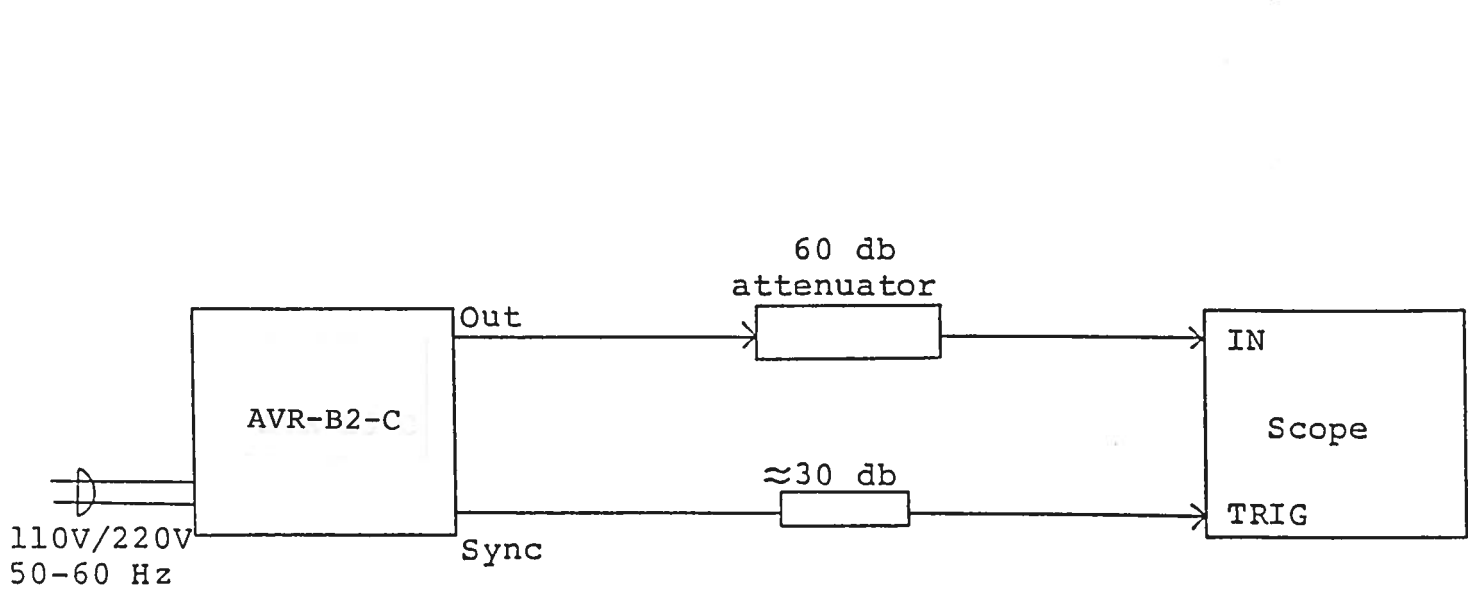 60 db
attenuator
Out
IN
AVR-B2-C
Scope
≈30 db
TRIG
Sync
110V/220V
50-60 Hz